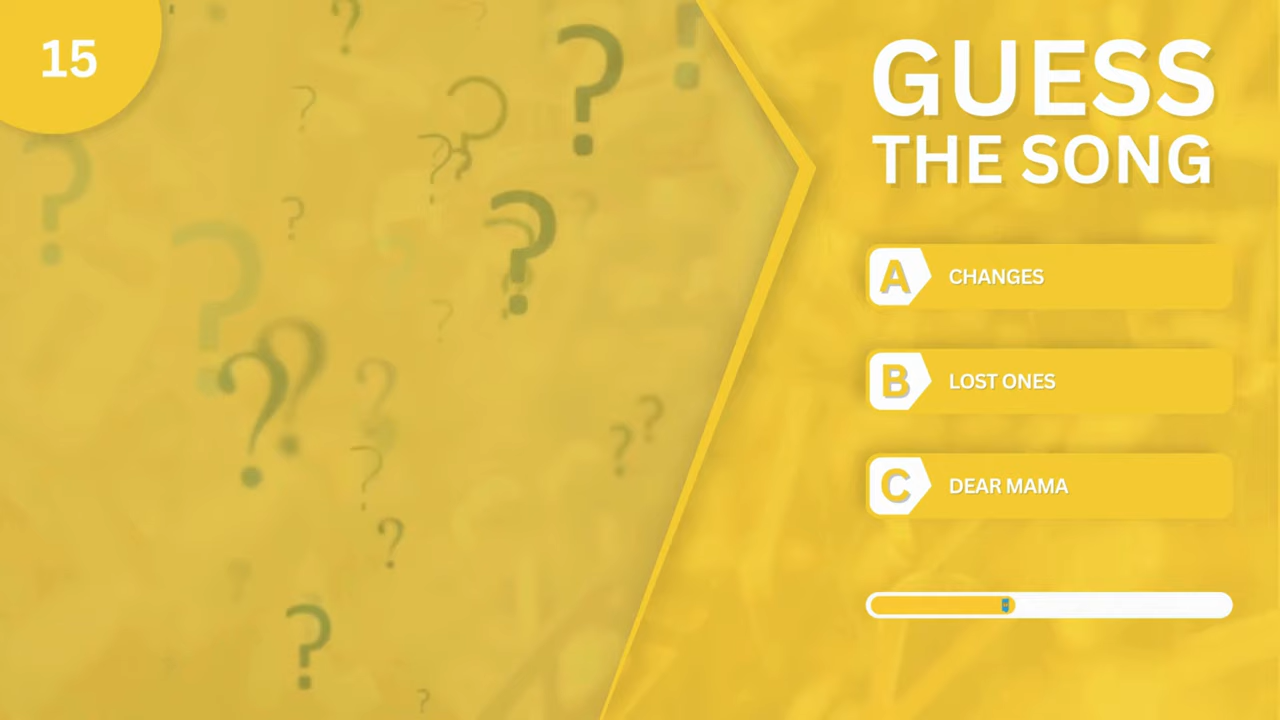 15
GUESS
THE SONG
A CHANGES
B LOST ONES
C DEAR MAMA